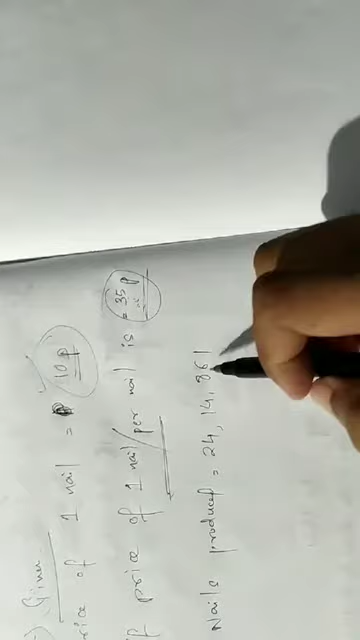 Given
rice of 1 nail = 10 p
If price of 1 nail/per nail is = 35 p
Nails produced = 24, 14, 861